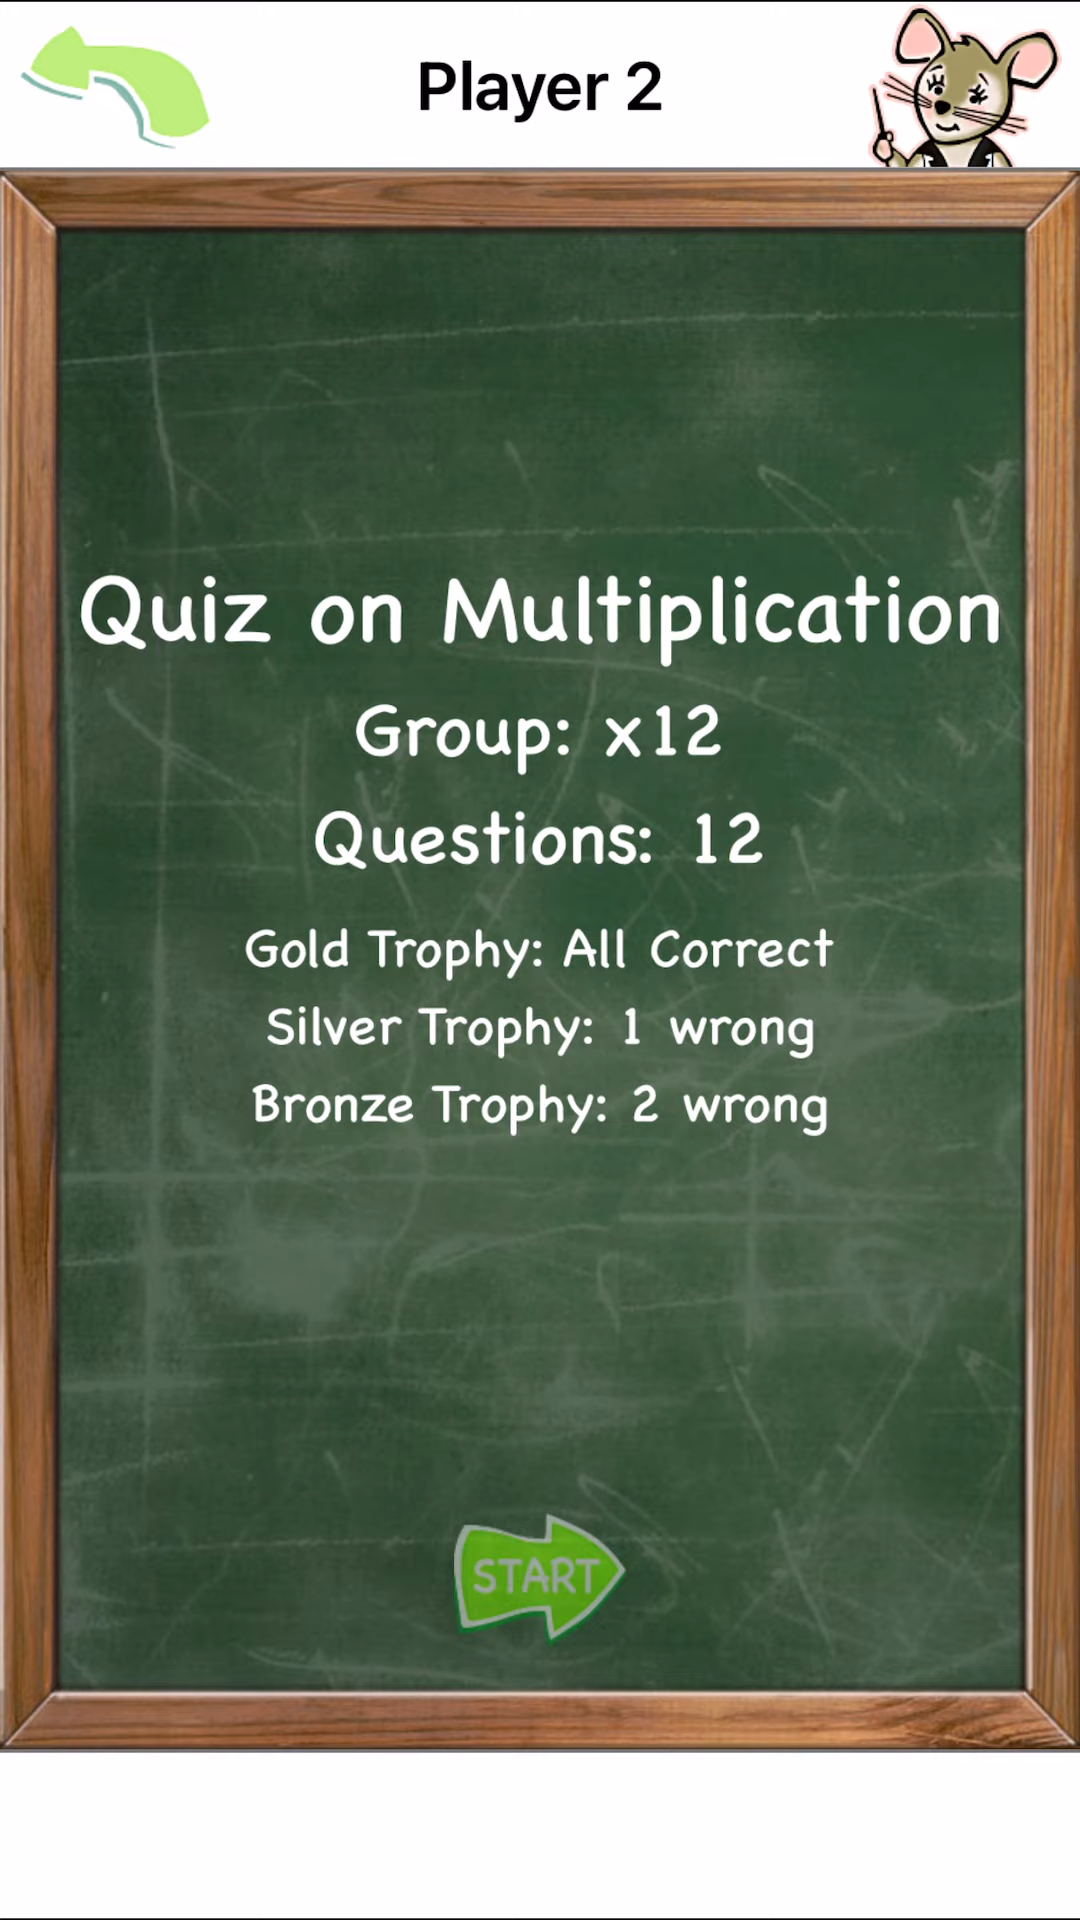 Player 2
Quiz on Multiplication
Group: x12
Questions: 12
Gold Trophy: All Correct
Silver Trophy: 1 wrong
Bronze Trophy: 2 wrong
START